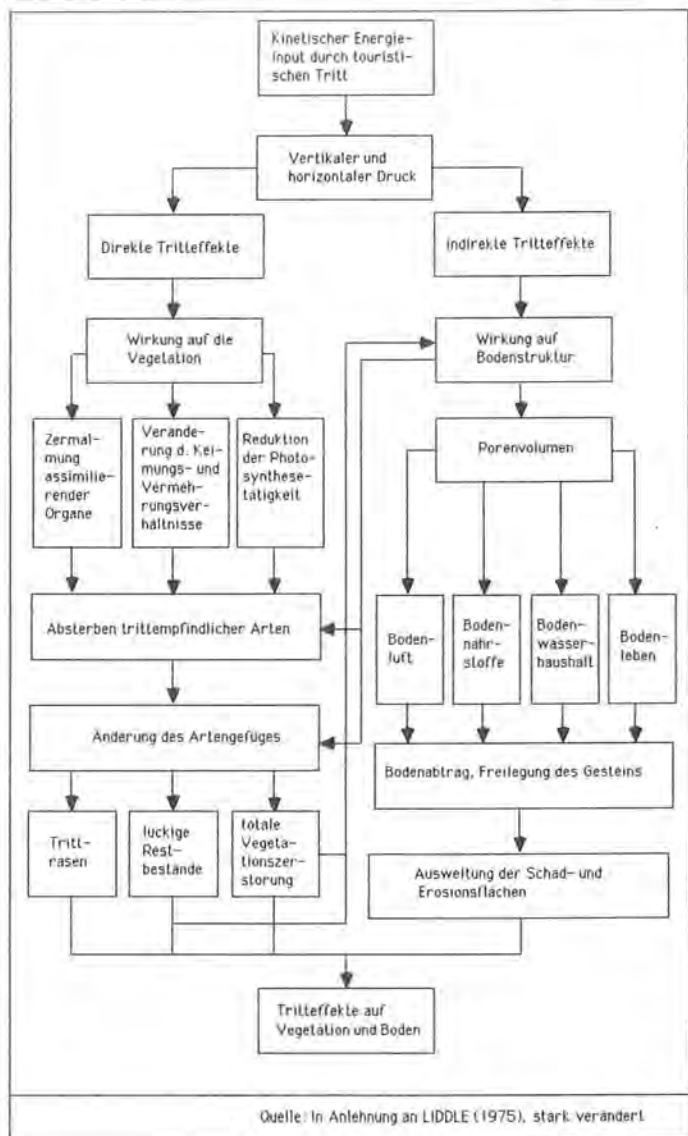 Kinetischer Energie-
input durch touristi-
schen Tritt
Vertikaler und
horizontaler Druck
Direkte Tritteffekte
Indirekte Tritteffekte
Wirkung auf die
Vegetation
Wirkung auf
Bodenstruktur
Zermal-
mung
assimilie-
render
Organe
Veränderung d. Kei-
mungs- und
Vermeh-
rungsver-
hältnisse
Reduktion
der Photo-
synthese-
tätigkeit
Porenvolumen
Absterben trittempfindlicher Arten
Boden-
luft
Boden-
nähr-
stoffe
Boden-
wasser-
haushalt
Boden-
leben
Änderung des Artengefüges
Bodenabtrag, Freilegung des Gesteins
Tritt-
rasen
lückige
Rest-
bestände
totale
Vegeta-
tionszer-
störung
Ausweitung der Schad- und
Erosionsflächen
Tritteffekte auf
Vegetation und Boden
Quelle: In Anlehnung an LIDDLE (1975), stark verändert